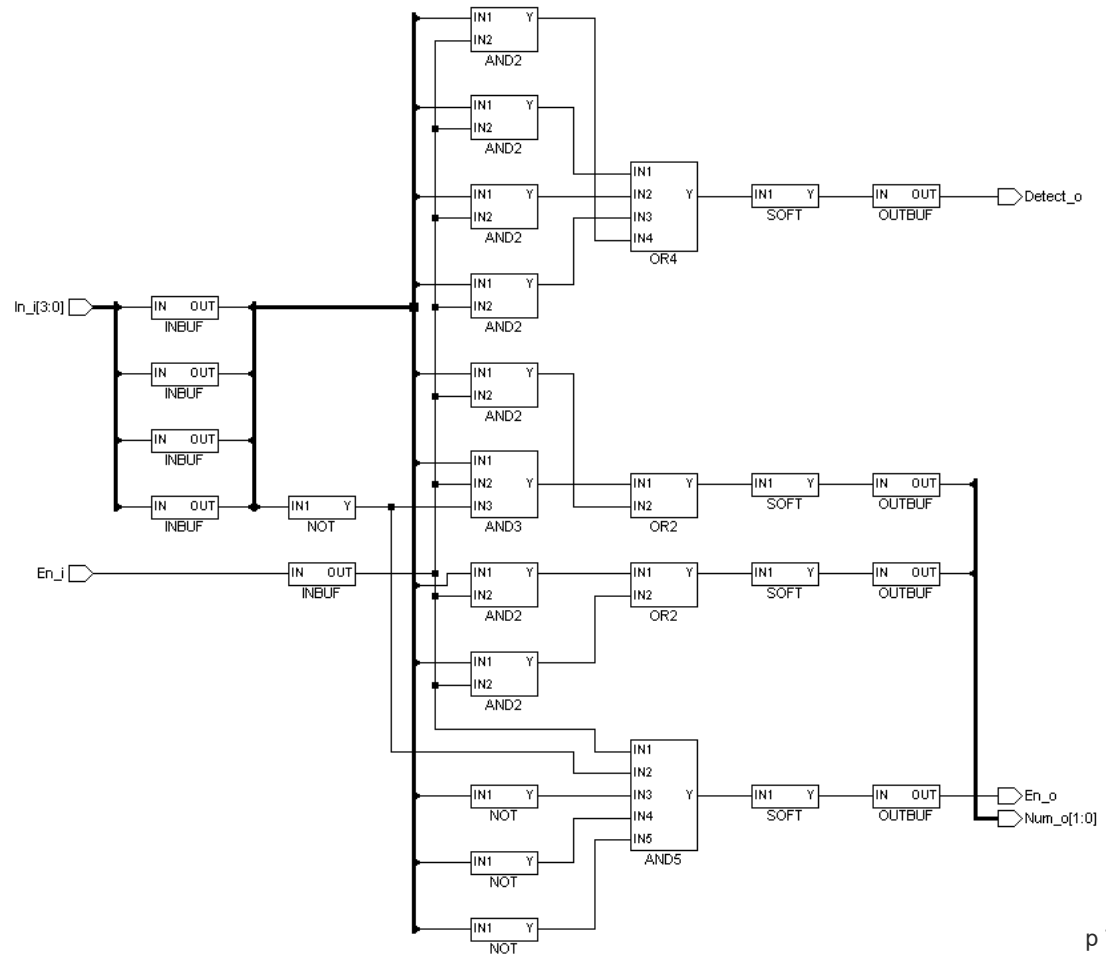 IN1 Y
IN2
AND2
IN1 Y
IN2
AND2
IN1 Y
IN2
AND2
IN1
IN2 Y
IN3
IN4
OR4
IN1 Y
SOFT
IN OUT
OUTBUF
Detect_o
IN1 Y
IN2
AND2
In_i[3:0]
IN OUT
INBUF
IN OUT
INBUF
IN OUT
INBUF
IN OUT
INBUF
IN1 Y
NOT
IN1 Y
IN2
AND2
IN1 Y
IN2
IN3
AND3
IN1 Y
IN2
OR2
IN1 Y
SOFT
IN OUT
OUTBUF
En_i
IN OUT
INBUF
IN1 Y
IN2
AND2
IN1 Y
IN2
OR2
IN1 Y
SOFT
IN OUT
OUTBUF
IN1 Y
IN2
AND2
IN1
IN2
IN3 Y
IN4
IN5
AND5
IN1 Y
NOT
IN1 Y
NOT
IN1 Y
NOT
IN1 Y
SOFT
IN OUT
OUTBUF
En_o
Num_o[1:0]
p